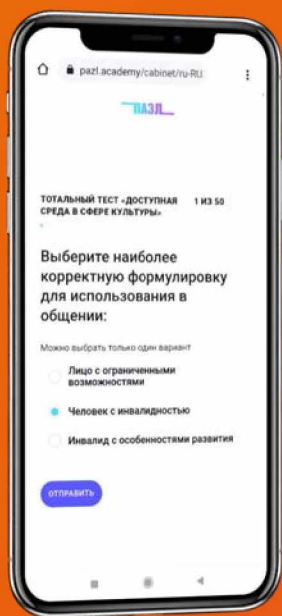 pazl.academy/cabinet/ru-RU
ПАЗЛ
ТОТАЛЬНЫЙ ТЕСТ «ДОСТУПНАЯ 1 ИЗ 50
СРЕДА В СФЕРЕ КУЛЬТУРЫ»
Выберите наиболее
корректную формулировку
для использования в
общении:
Можно выбрать только один вариант
Лицо с ограниченными
возможностями
Человек с инвалидностью
Инвалид с особенностями развития
ОТПРАВИТЬ